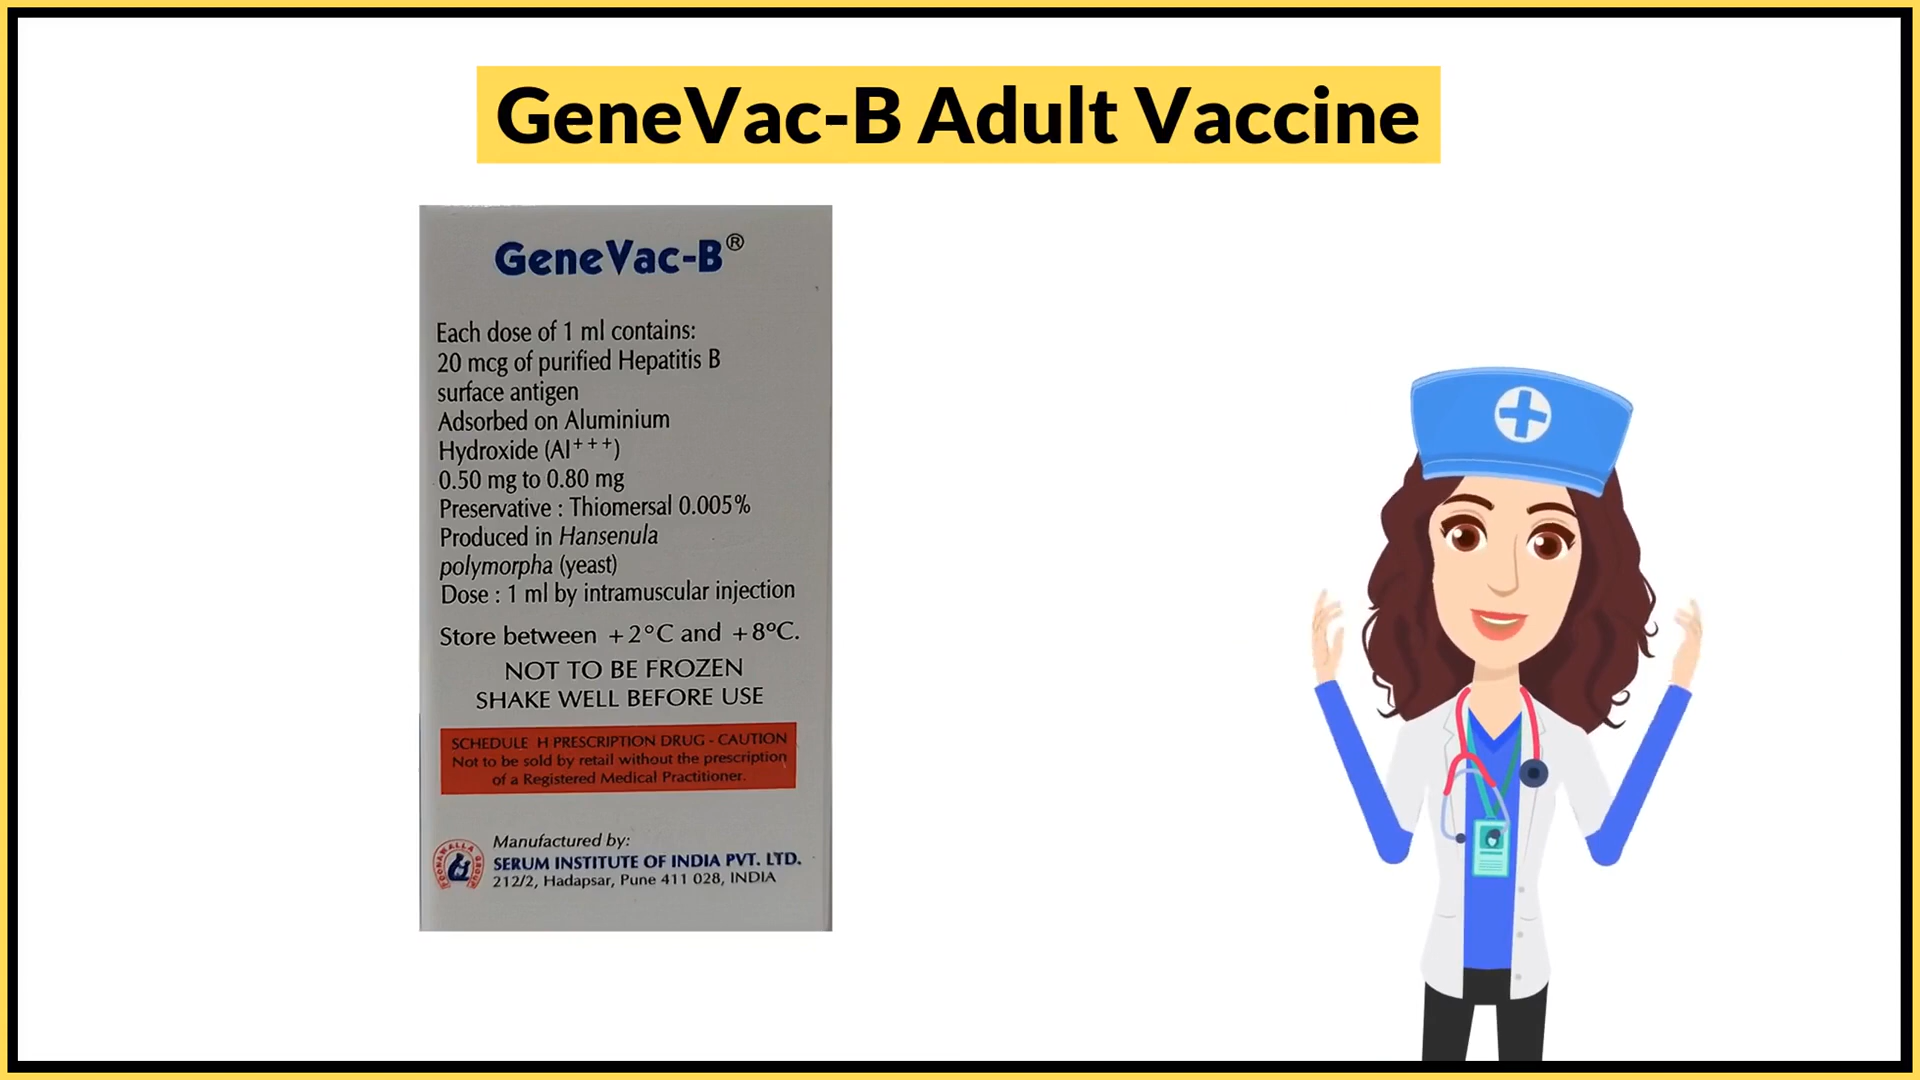 GeneVac-B Adult Vaccine
GeneVac-B®
Each dose of 1 ml contains:
20 mcg of purified Hepatitis B
surface antigen
Adsorbed on Aluminium
Hydroxide (Al+++)
0.50 mg to 0.80 mg
Preservative : Thiomersal 0.005%
Produced in Hansenula
polymorpha (yeast)
Dose : 1 ml by intramuscular injection
Store between +2°C and +8ºC.
NOT TO BE FROZEN
SHAKE WELL BEFORE USE
SCHEDULE H PRESCRIPTION DRUG - CAUTION
Not to be sold by retail without the prescription
of a Registered Medical Practitioner.
POONAWALLA GROUP
Manufactured by:
SERUM INSTITUTE OF INDIA PVT. LTD.
212/2, Hadapsar, Pune 411 028, INDIA